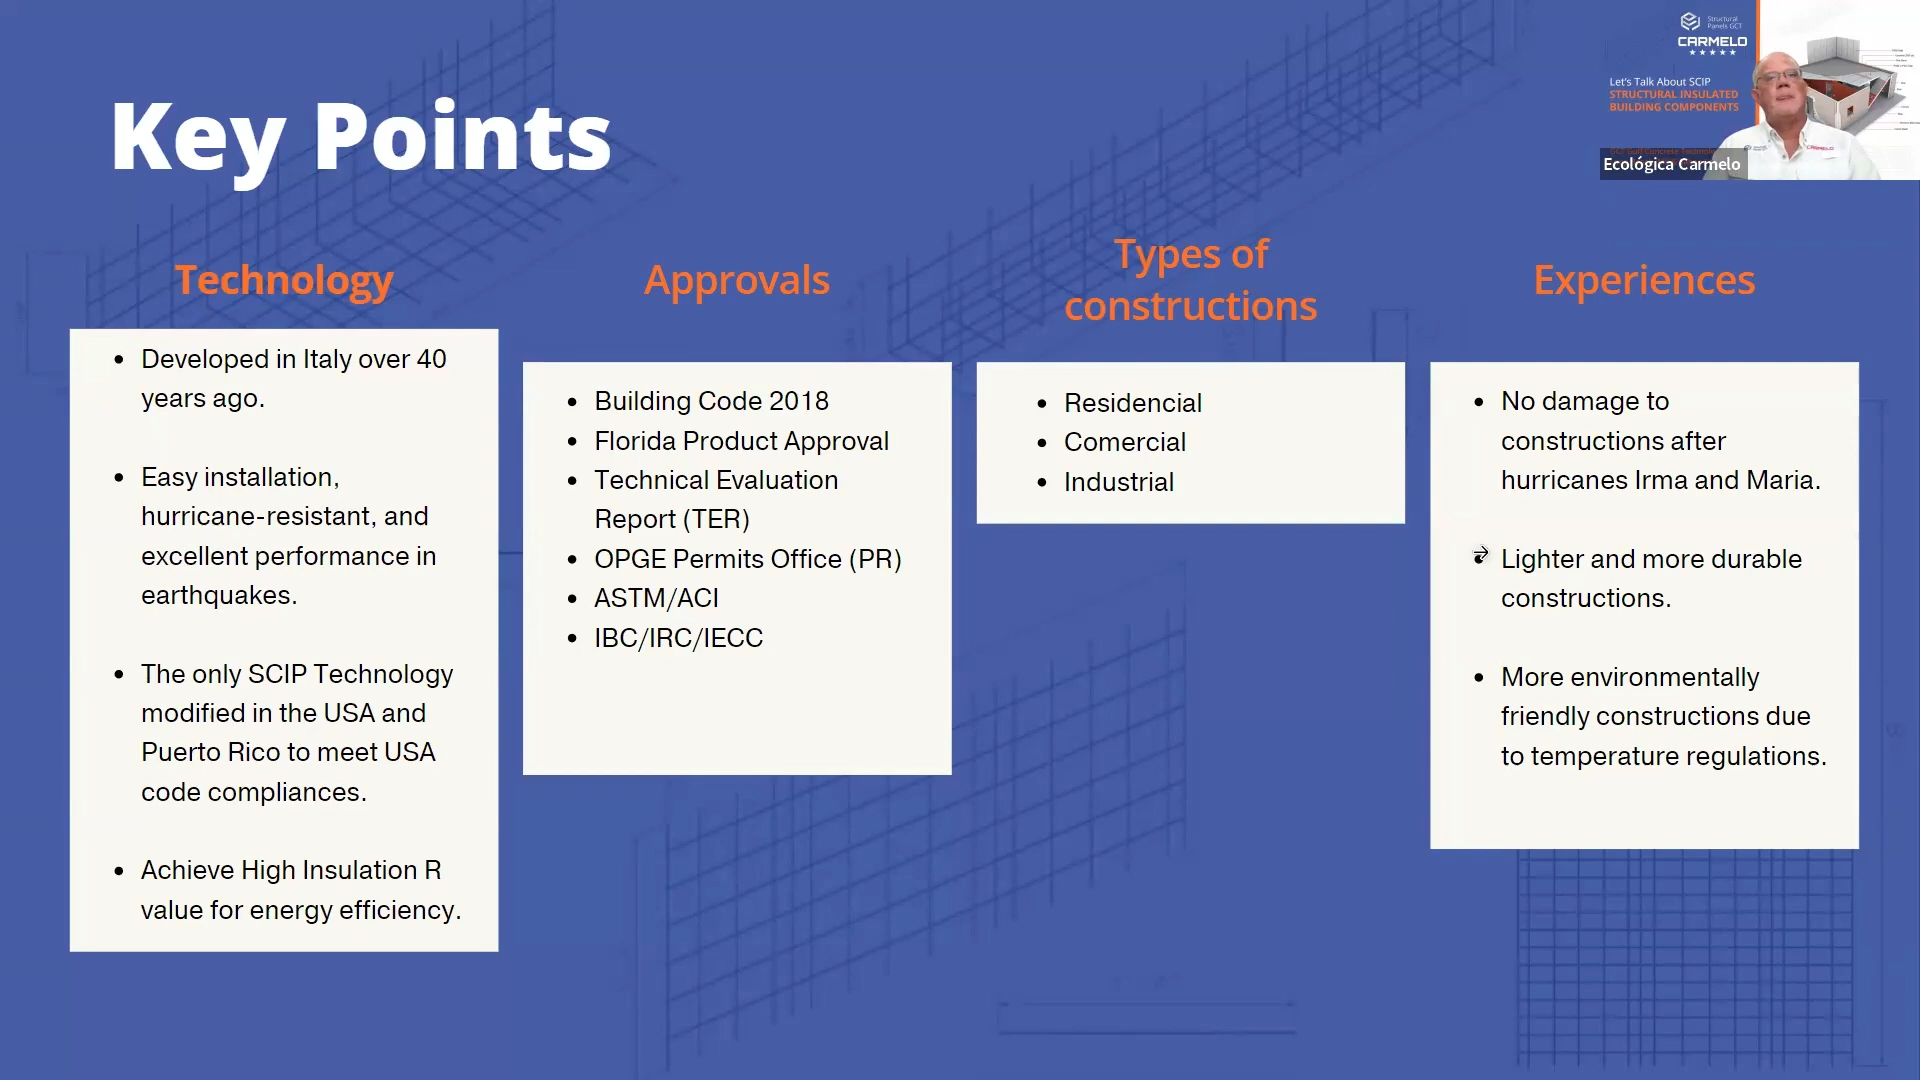 Structural
Panels GCT
CARMELO
Let's Talk About SCIP
STRUCTURAL INSULATED
BUILDING COMPONENTS
Ecológica Carmelo
CARMELO
Key Points
Technology
• Developed in Italy over 40
years ago.
• Easy installation,
hurricane-resistant, and
excellent performance in
earthquakes.
• The only SCIP Technology
modified in the USA and
Puerto Rico to meet USA
code compliances.
• Achieve High Insulation R
value for energy efficiency.
Approvals
• Building Code 2018
• Florida Product Approval
• Technical Evaluation
Report (TER)
• OPGE Permits Office (PR)
• ASTM/ACI
• IBC/IRC/IECC
Types of
constructions
• Residencial
• Comercial
• Industrial
Experiences
• No damage to
constructions after
hurricanes Irma and Maria.
• Lighter and more durable
constructions.
• More environmentally
friendly constructions due
to temperature regulations.